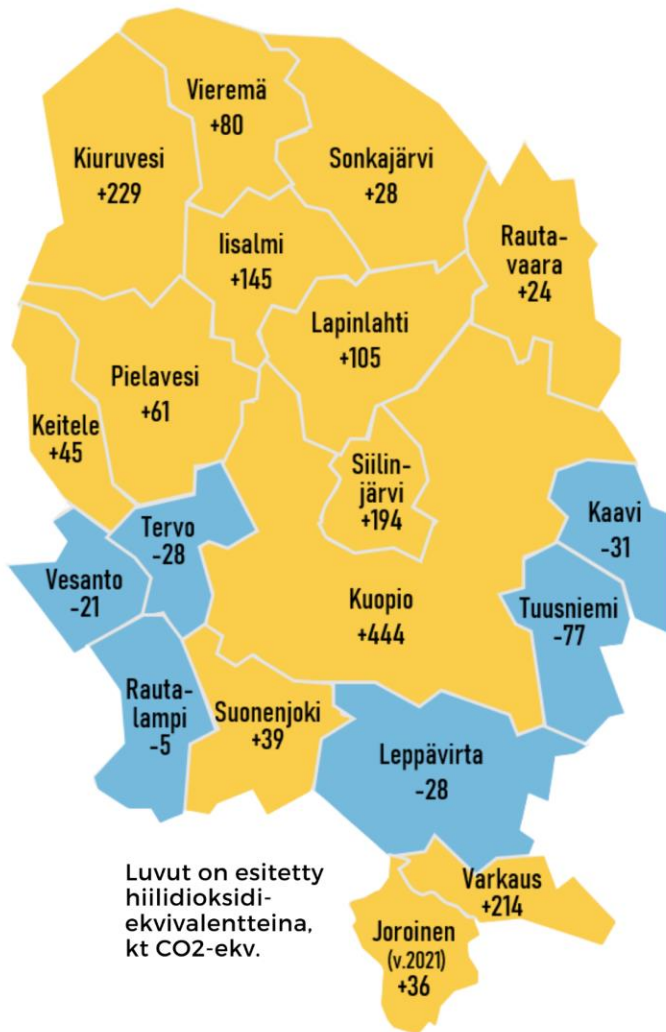 Vieremä
+80
Kiuruvesi
+229
Sonkajärvi
+28
Iisalmi
+145
Rauta-
vaara
+24
Lapinlahti
+105
Pielavesi
+61
Keitele
+45
Siilin-
järvi
+194
Tervo
-28
Kaavi
-31
Vesanto
-21
Kuopio
+444
Tuusniemi
-77
Rauta-
lampi
-5
Suonenjoki
+39
Leppävirta
-28
Luvut on esitetty
hiilidioksidi-
ekvivalentteina,
kt CO2-ekv.
Varkaus
+214
Joroinen
(v.2021)
+36